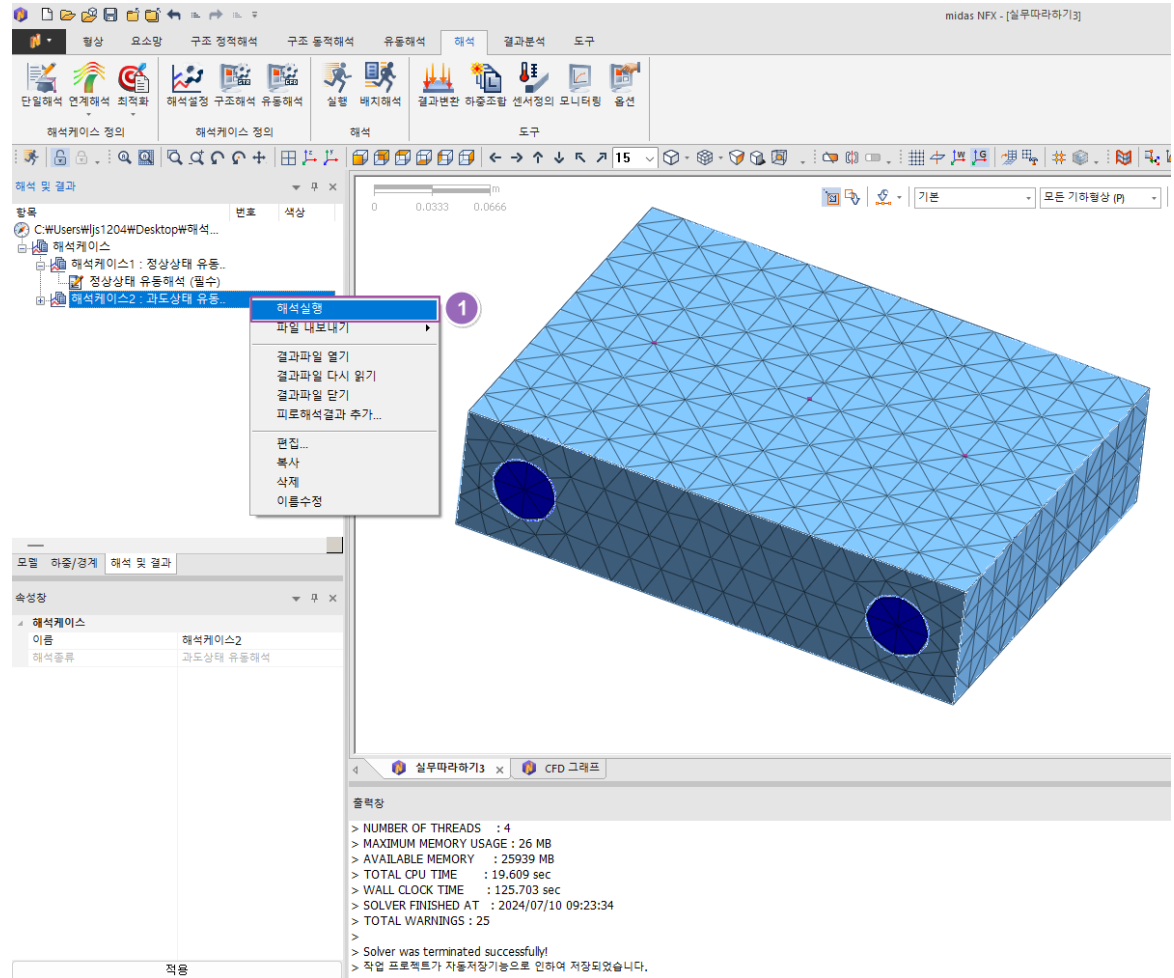 midas NFX - [실무따라하기3]
형상 요소망 구조 정적해석 구조 동적해석 유동해석 해석 결과분석 도구
단일해석 연계해석 최적화 해석설정 구조해석 유동해석 실행 배치해석 결과변환 하중조합 센서정의 모니터링 옵션
해석케이스 정의 해석케이스 정의 해석 도구
15
해석 및 결과
항목 번호 색상
C:₩Users₩ljs1204₩Desktop₩해석...
해석케이스
해석케이스1 : 정상상태 유동..
정상상태 유동해석 (필수)
해석케이스2 : 과도상태 유동..
해석실행
1
파일 내보내기
결과파일 열기
결과파일 다시 읽기
결과파일 닫기
피로해석결과 추가...
편집...
복사
삭제
이름수정
m
0 0.0333 0.0666
기본 모든 기하형상 (P)
모델 하중/경계 해석 및 결과
속성창
해석케이스
이름 해석케이스2
해석종류 과도상태 유동해석
적용
실무따라하기3 CFD 그래프
출력창
> NUMBER OF THREADS : 4
> MAXIMUM MEMORY USAGE : 26 MB
> AVAILABLE MEMORY : 25939 MB
> TOTAL CPU TIME : 19.609 sec
> WALL CLOCK TIME : 125.703 sec
> SOLVER FINISHED AT : 2024/07/10 09:23:34
> TOTAL WARNINGS : 25
>
> Solver was terminated successfully!
> 작업 프로젝트가 자동저장기능으로 인하여 저장되었습니다.